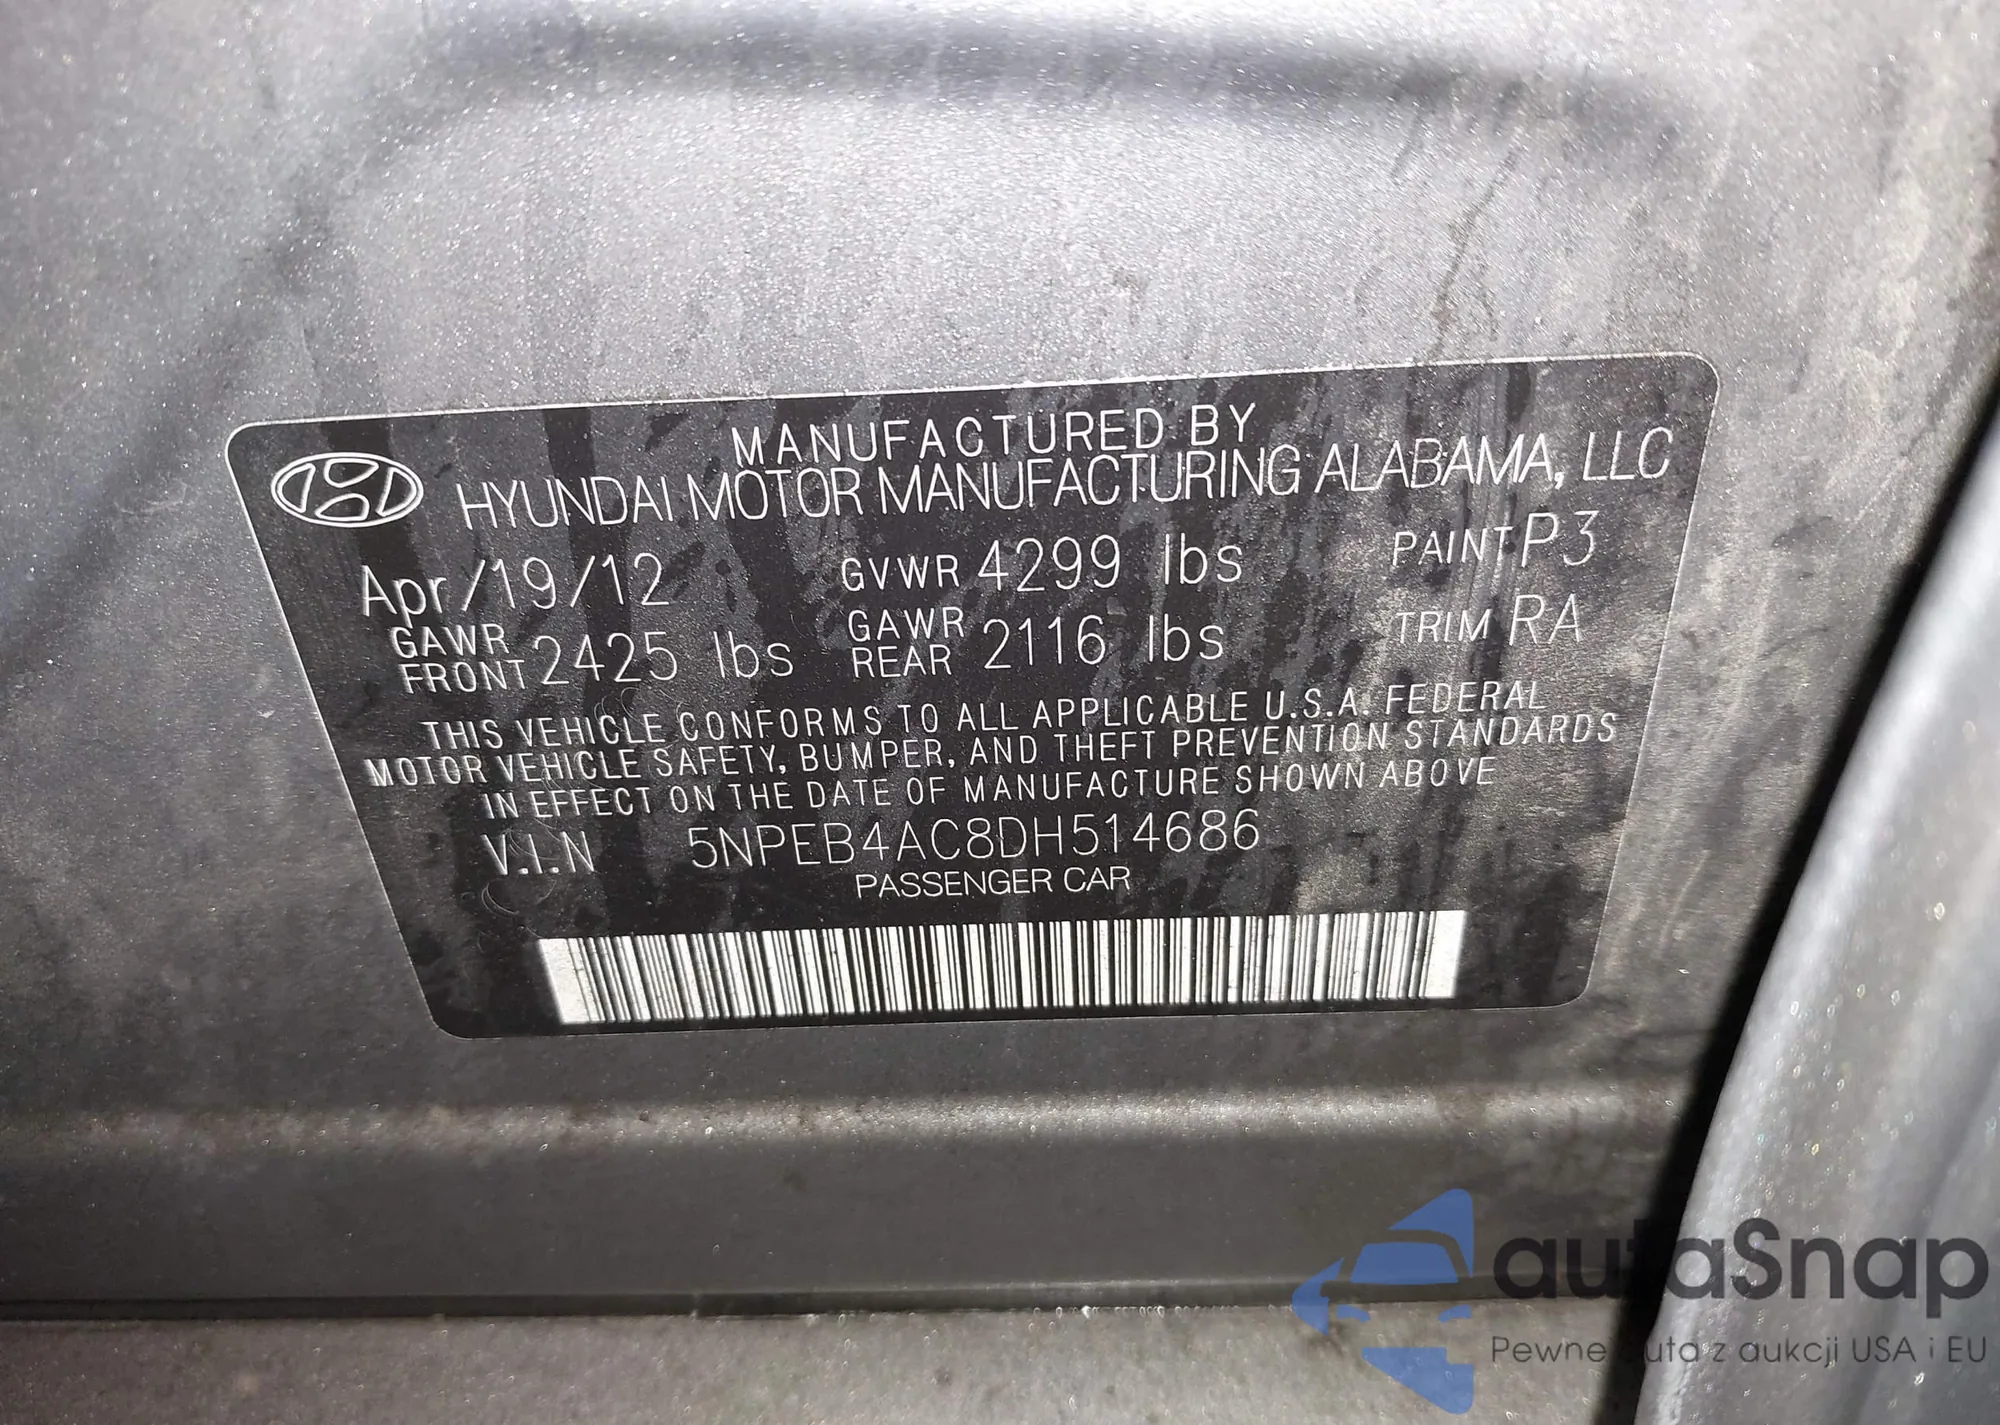 MANUFACTURED BY
HYUNDAI MOTOR MANUFACTURING ALABAMA, LLC
Apr/19/12 GVWR 4299 lbs PAINT P3
GAWR FRONT 2425 lbs GAWR REAR 2116 lbs TRIM RA
THIS VEHICLE CONFORMS TO ALL APPLICABLE U.S.A. FEDERAL
MOTOR VEHICLE SAFETY, BUMPER, AND THEFT PREVENTION STANDARDS
IN EFFECT ON THE DATE OF MANUFACTURE SHOWN ABOVE
V.I.N 5NPEB4AC8DH514686
PASSENGER CAR
autaSnap
Pewne auta z aukcji USA i EU